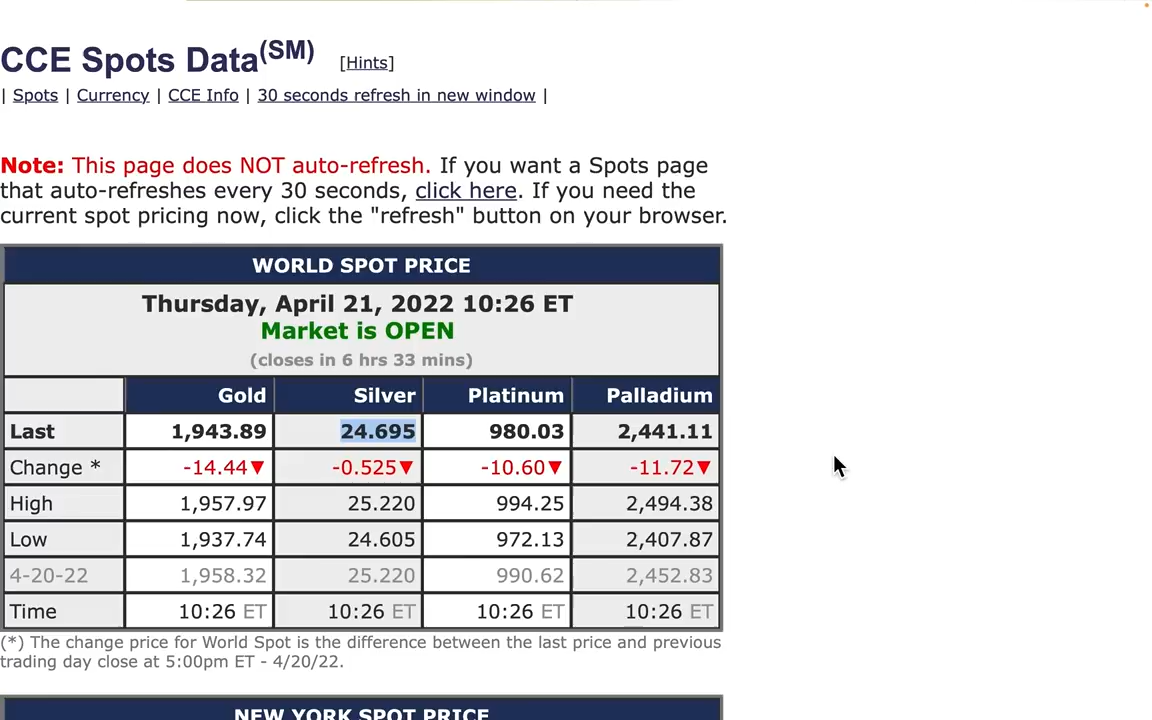 CCE Spots Data(SM) [Hints]
| Spots | Currency | CCE Info | 30 seconds refresh in new window |
Note: This page does NOT auto-refresh. If you want a Spots page
that auto-refreshes every 30 seconds, click here. If you need the
current spot pricing now, click the "refresh" button on your browser.
WORLD SPOT PRICE
Thursday, April 21, 2022 10:26 ET
Market is OPEN
(closes in 6 hrs 33 mins)
Gold Silver Platinum Palladium
Last 1,943.89 24.695 980.03 2,441.11
Change * -14.44▼ -0.525▼ -10.60▼ -11.72▼
High 1,957.97 25.220 994.25 2,494.38
Low 1,937.74 24.605 972.13 2,407.87
4-20-22 1,958.32 25.220 990.62 2,452.83
Time 10:26 ET 10:26 ET 10:26 ET 10:26 ET
(*) The change price for World Spot is the difference between the last price and previous
trading day close at 5:00pm ET - 4/20/22.
NEW YORK SPOT PRICE